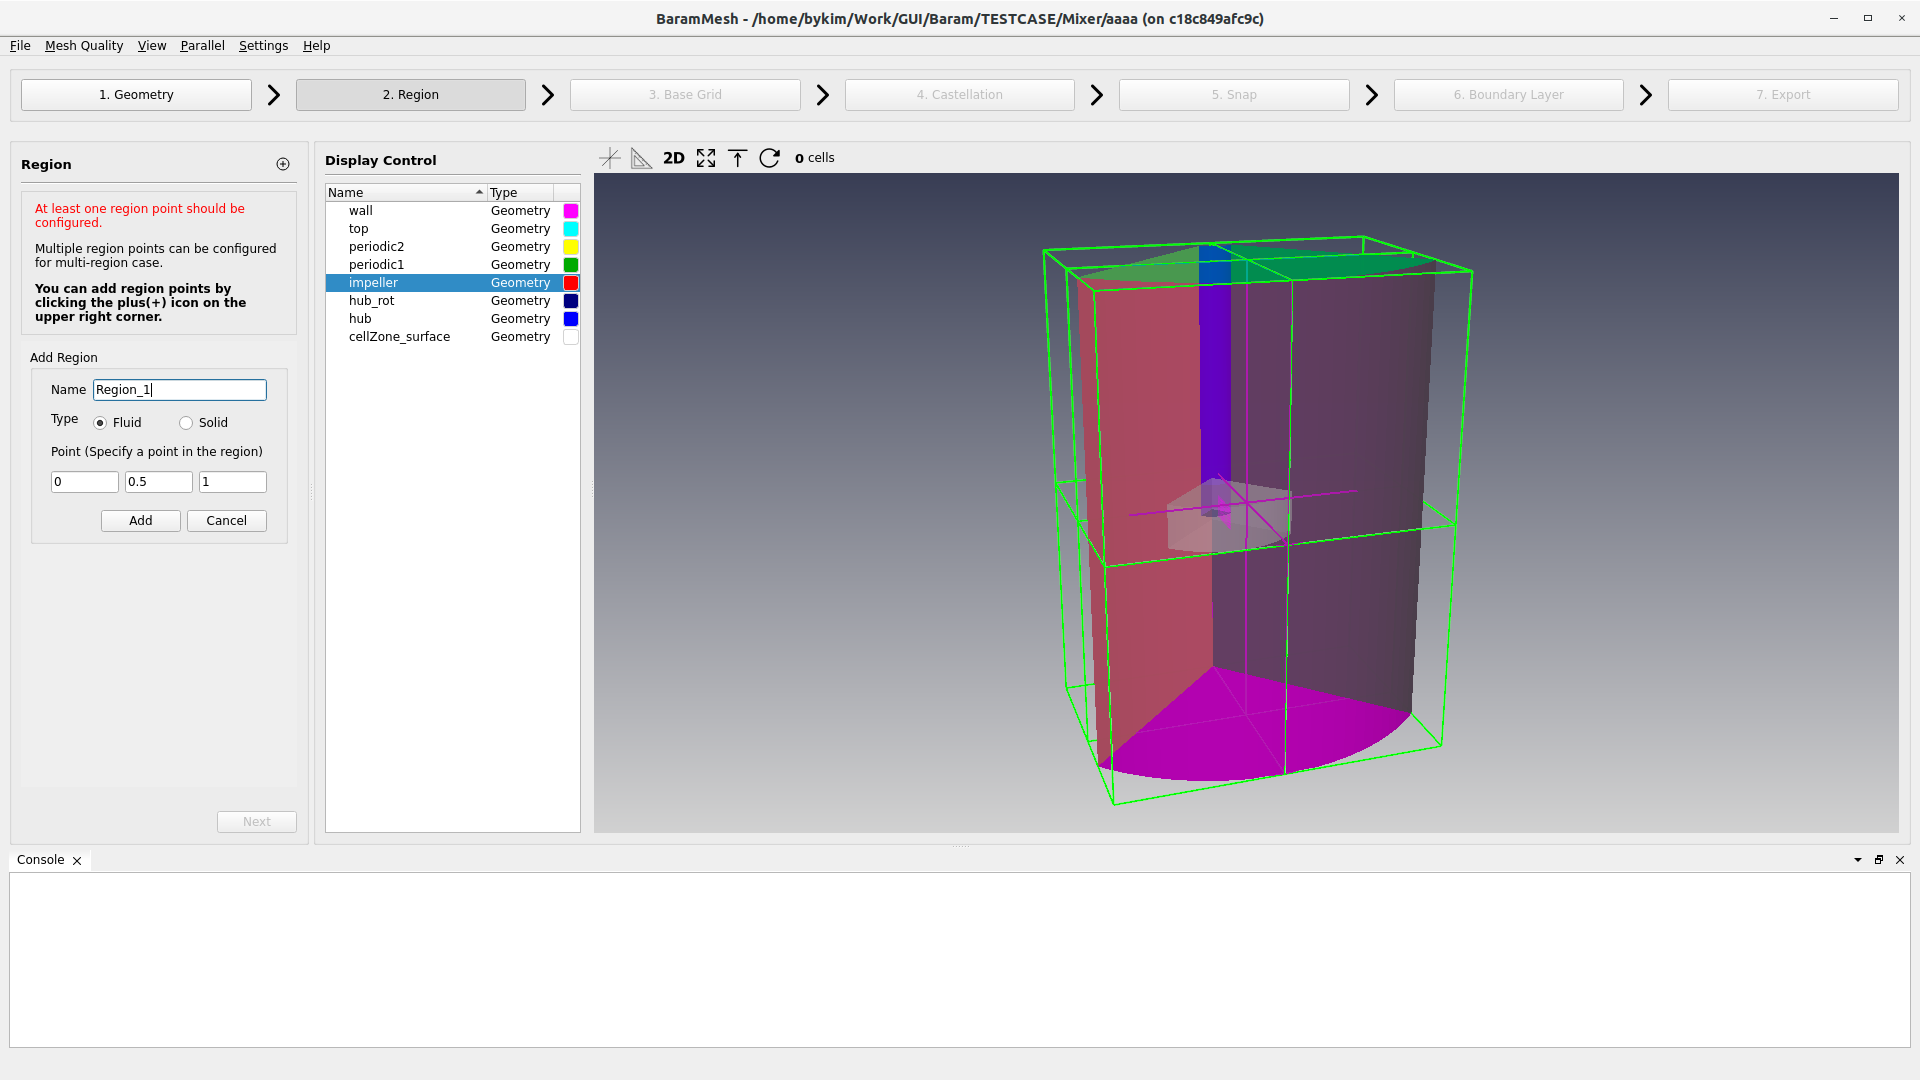 BaramMesh - /home/bykim/Work/GUI/Baram/TESTCASE/Mixer/aaaa (on c18c849afc9c)
File Mesh Quality View Parallel Settings Help
1. Geometry
2. Region
3. Base Grid
4. Castellation
5. Snap
6. Boundary Layer
7. Export
Region
At least one region point should be
configured.
Multiple region points can be configured
for multi-region case.
You can add region points by
clicking the plus(+) icon on the
upper right corner.
Add Region
Name Region_1
Type Fluid Solid
Point (Specify a point in the region)
0 0.5 1
Add Cancel
Next
Display Control
Name Type
wall Geometry
top Geometry
periodic2 Geometry
periodic1 Geometry
impeller Geometry
hub_rot Geometry
hub Geometry
cellZone_surface Geometry
2D 0 cells
Console